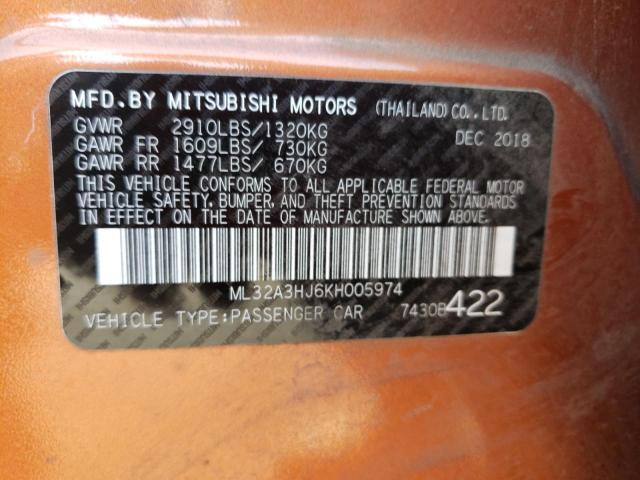 MFD.BY MITSUBISHI MOTORS (THAILAND)CO.,LTD.
GVWR 2910LBS/1320KG DEC 2018
GAWR FR 1609LBS/ 730KG
GAWR RR 1477LBS/ 670KG
THIS VEHICLE CONFORMS TO ALL APPLICABLE FEDERAL MOTOR
VEHICLE SAFETY, BUMPER, AND THEFT PREVENTION STANDARDS
IN EFFECT ON THE DATE OF MANUFACTURE SHOWN ABOVE.
ML32A3HJ6KH005974
VEHICLE TYPE:PASSENGER CAR 7430B422